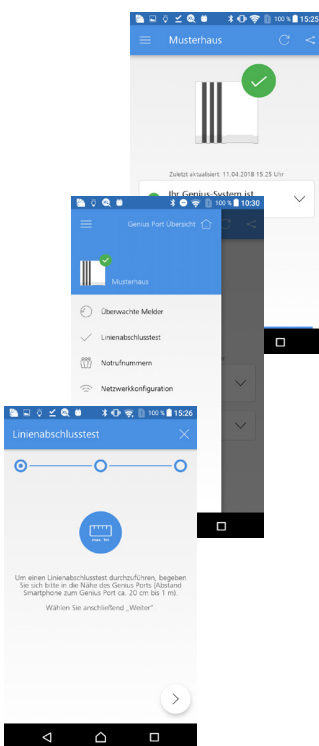 100 % 15:25
Musterhaus
Zuletzt aktualisiert: 11.04.2018 15:25 Uhr
Ihr Genius-System ist
100 % 10:30
Genius Port Übersicht
Musterhaus
Überwachte Melder
Linienabschlusstest
Notrufnummern
Netzwerkkonfiguration
100 % 15:26
Linienabschlusstest
Um einen Linienabschlusstest durchzuführen, begeben
Sie sich bitte in die Nähe des Genius Ports (Abstand
Smartphone zum Genius Port ca. 20 cm bis 1 m).
Wählen Sie anschließend „Weiter“.